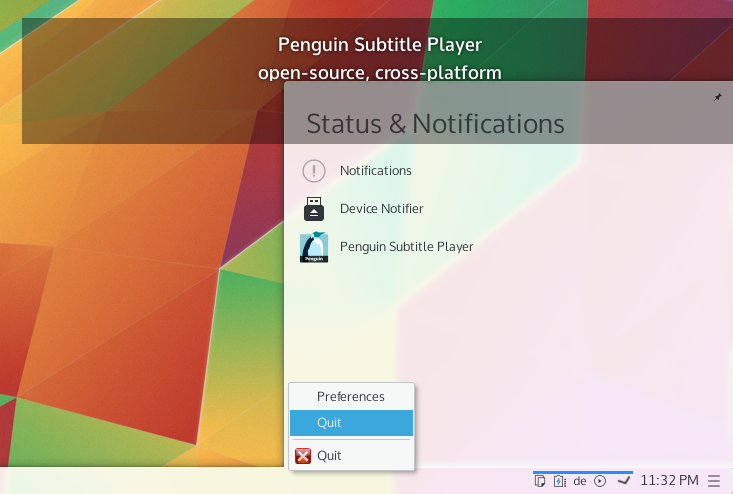 Penguin Subtitle Player
open-source, cross-platform
Status & Notifications
Notifications
Device Notifier
Penguin
Penguin Subtitle Player
Preferences
Quit
Quit
de
11:32 PM